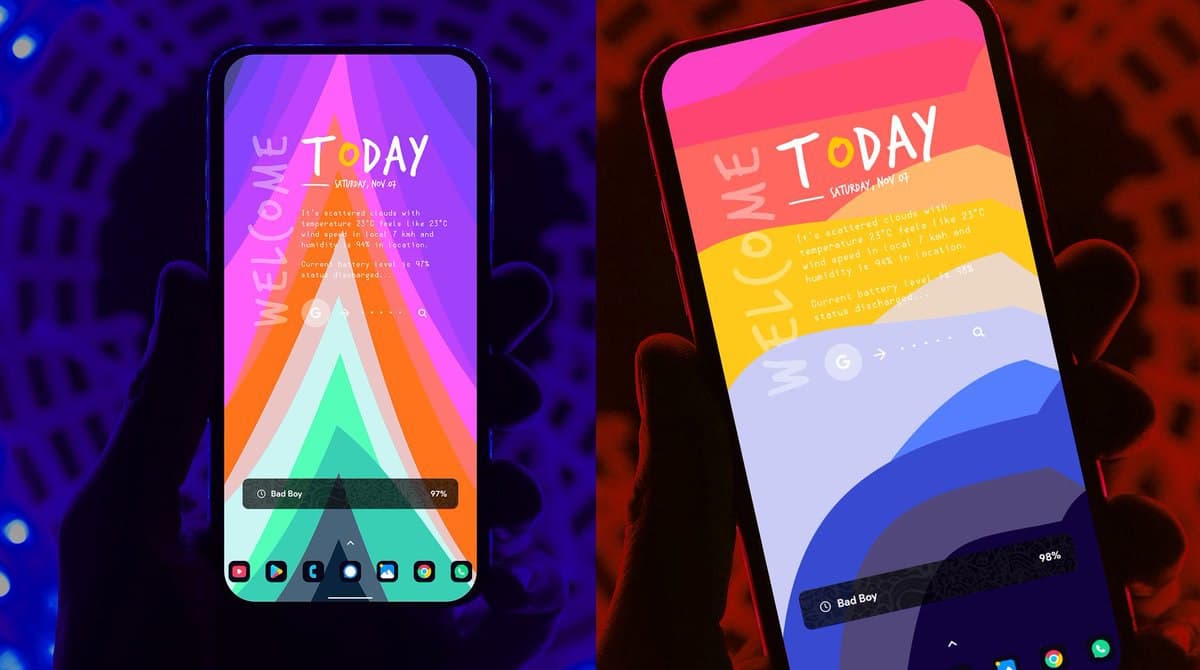 WELCOME
TODAY
SATURDAY, NOV 07
It's scattered clouds with
temperature 23°C feels like 23°C
wind speed in local 7 kmh and
humidity is 94% in location.
Current battery level is 97%
status discharged...
G
Bad Boy 97%
WELCOME
TODAY
SATURDAY, NOV 07
It's scattered clouds with
temperature 23°C feels like 23°C
wind speed in local 7 kmh and
humidity is 94% in location.
Current battery level is 98%
status discharged...
G
Bad Boy 98%